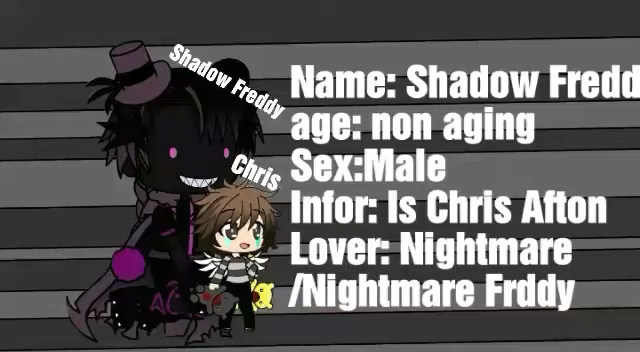 Shadow Freddy
Chris
Name: Shadow Fredd
age: non aging
Sex:Male
Infor: Is Chris Afton
Lover: Nightmare
/Nightmare Frddy